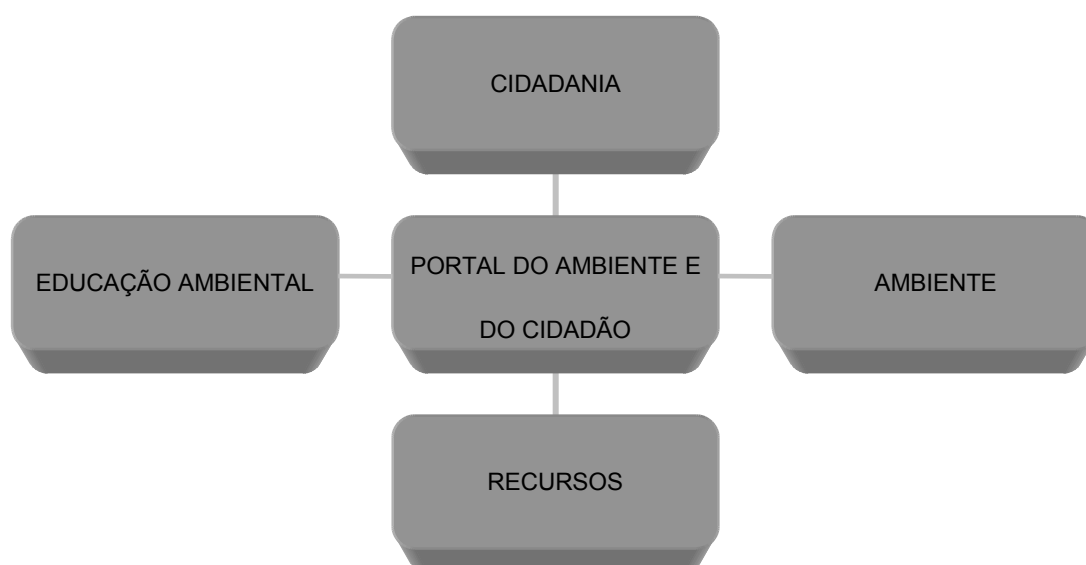 CIDADANIA
EDUCAÇÃO AMBIENTAL
PORTAL DO AMBIENTE E
DO CIDADÃO
AMBIENTE
RECURSOS